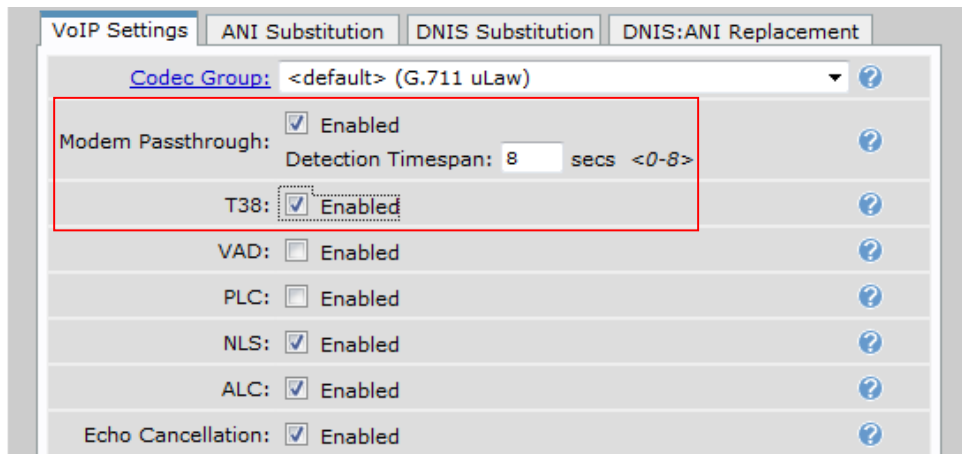 VoIP Settings ANI Substitution DNIS Substitution DNIS:ANI Replacement
Codec Group: <default> (G.711 uLaw)
Modem Passthrough: Enabled
Detection Timespan: 8 secs <0-8>
T38: Enabled
VAD: Enabled
PLC: Enabled
NLS: Enabled
ALC: Enabled
Echo Cancellation: Enabled